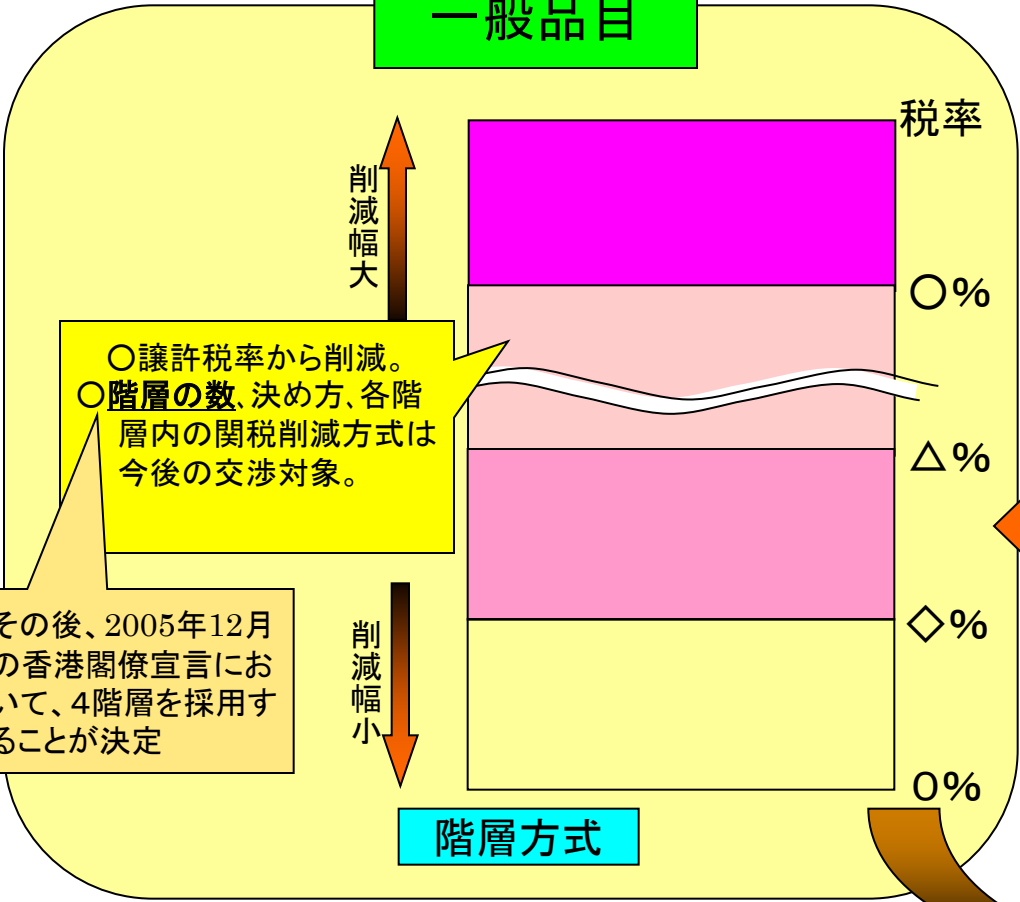 一般品目
税率
削減幅大
○%
○譲許税率から削減。
○階層の数、決め方、各階
層内の関税削減方式は
今後の交渉対象。
△%
その後、2005年12月
の香港閣僚宣言にお
いて、4階層を採用す
ることが決定
削減幅小
◇%
0%
階層方式